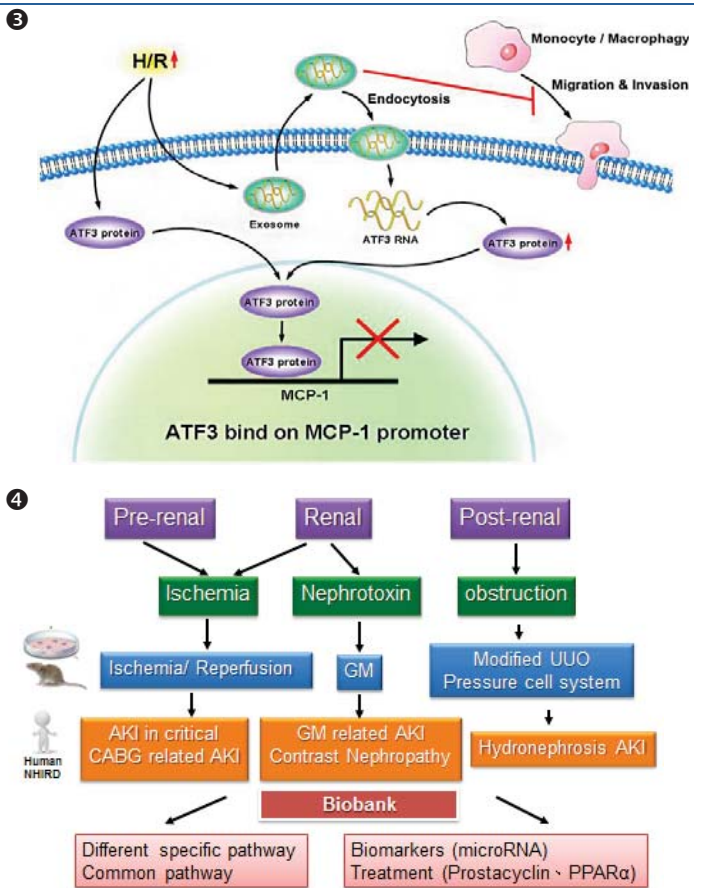 ❸
H/R
Monocyte / Macrophagy
Migration & Invasion
Endocytosis
Exosome
ATF3 protein
ATF3 RNA
ATF3 protein
ATF3 protein
ATF3 protein
MCP-1
ATF3 bind on MCP-1 promoter
❹
Pre-renal
Renal
Post-renal
Ischemia
Nephrotoxin
obstruction
Ischemia/ Reperfusion
GM
Modified UUO
Pressure cell system
Human
NHIRD
AKI in critical
CABG related AKI
GM related AKI
Contrast Nephropathy
Hydronephrosis AKI
Biobank
Different specific pathway
Common pathway
Biomarkers (microRNA)
Treatment (Prostacyclin、PPARα)